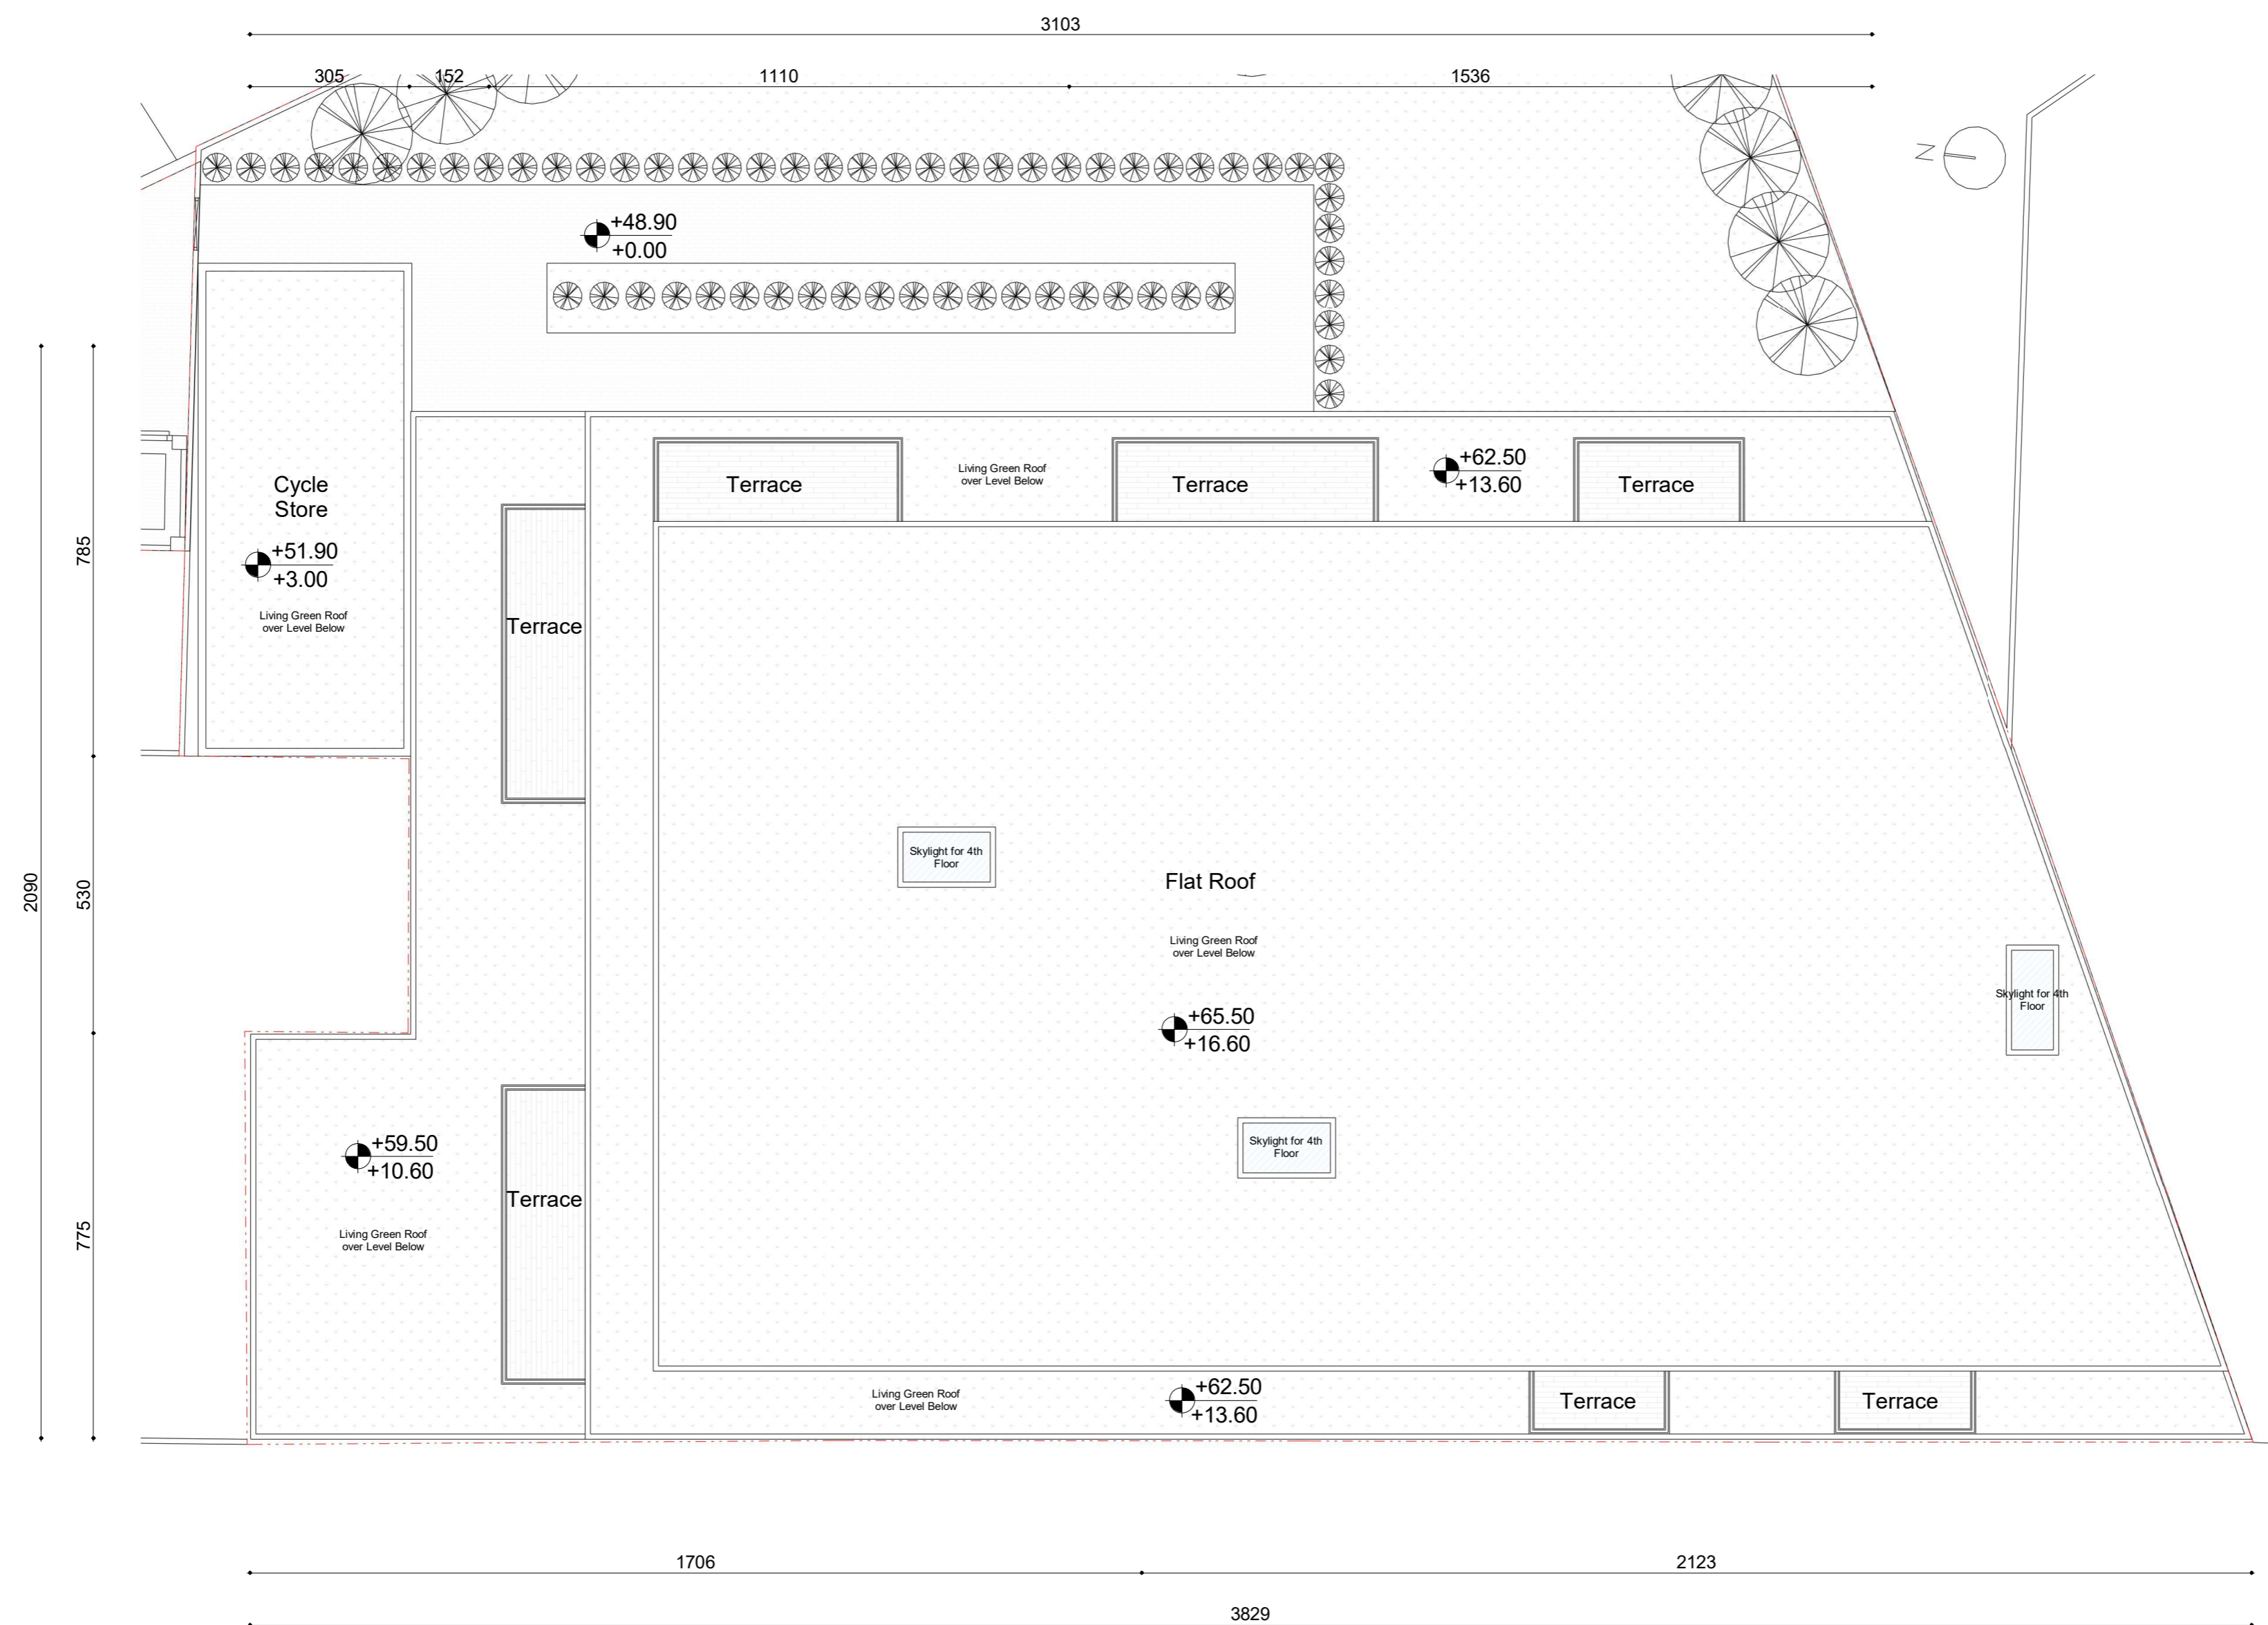 3103
305
152
1110
1536
N
+48.90
+0.00
Terrace
Living Green Roof
over Level Below
Terrace
+62.50
+13.60
Terrace
Cycle
Store
+51.90
+3.00
Living Green Roof
over Level Below
785
Terrace
2090
530
Skylight for 4th
Floor
Flat Roof
Living Green Roof
over Level Below
+65.50
+16.60
Skylight for 4th
Floor
Skylight for 4th
Floor
+59.50
+10.60
Living Green Roof
over Level Below
775
Terrace
Living Green Roof
over Level Below
+62.50
+13.60
Terrace
Terrace
1706
2123
3829